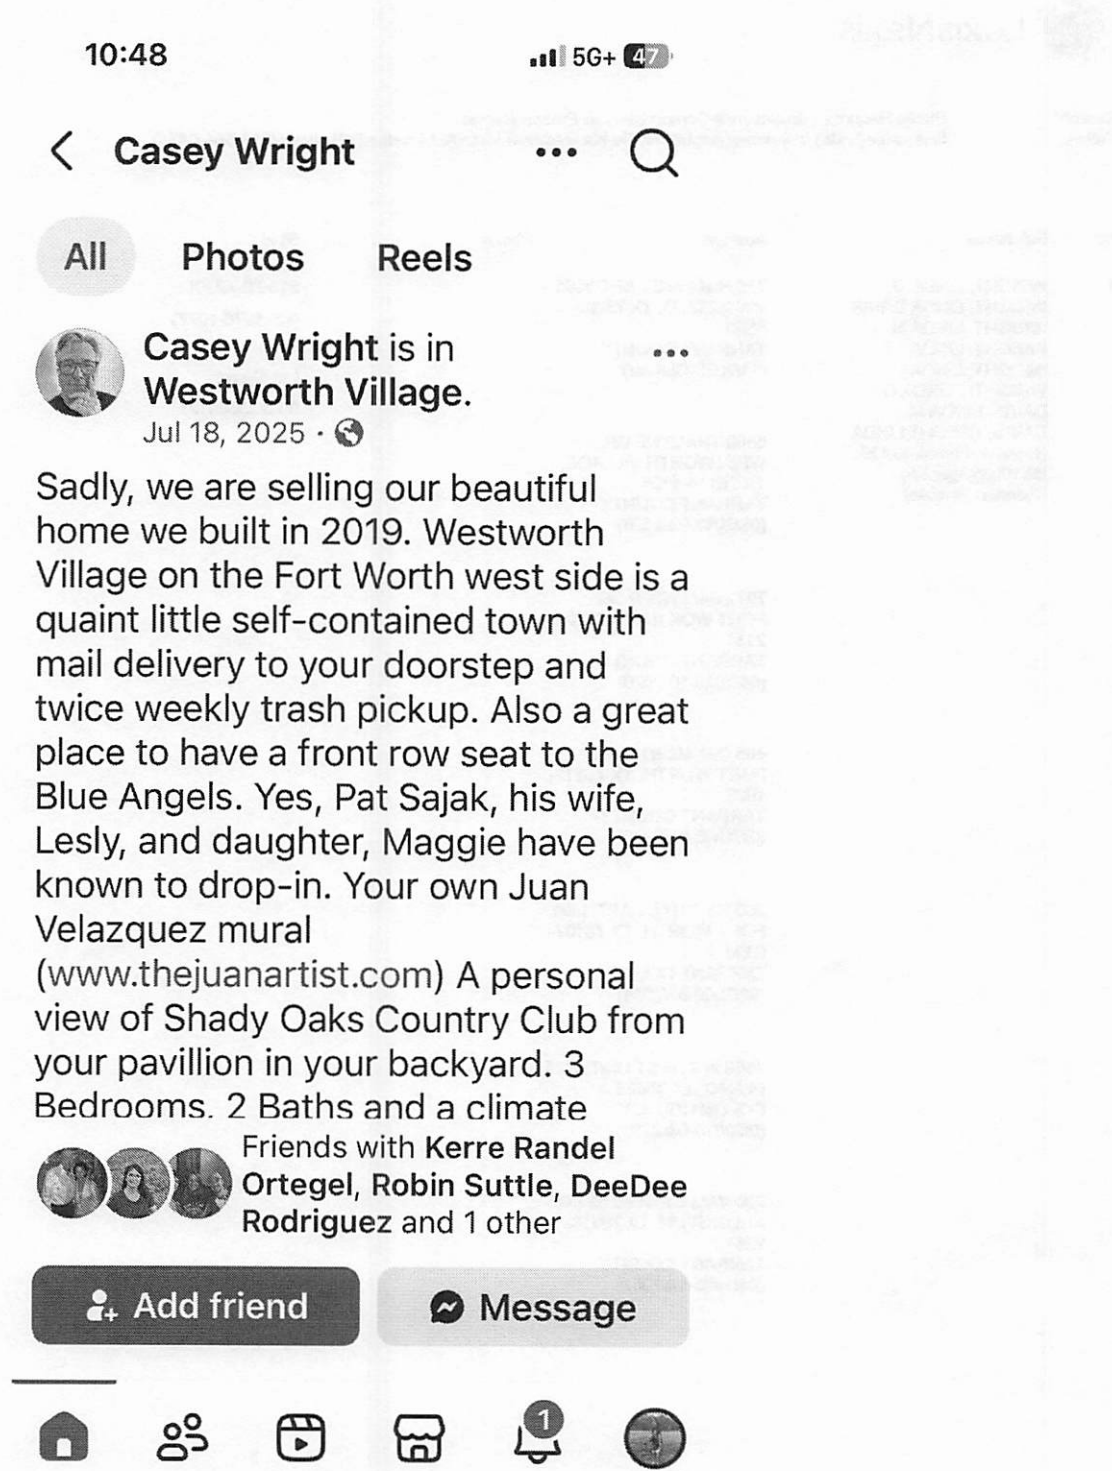 10:48
5G+ 47
Casey Wright
All Photos Reels
Casey Wright is in
Westworth Village.
Jul 18, 2025 ·
Sadly, we are selling our beautiful
home we built in 2019. Westworth
Village on the Fort Worth west side is a
quaint little self-contained town with
mail delivery to your doorstep and
twice weekly trash pickup. Also a great
place to have a front row seat to the
Blue Angels. Yes, Pat Sajak, his wife,
Lesly, and daughter, Maggie have been
known to drop-in. Your own Juan
Velazquez mural
(www.thejuanartist.com) A personal
view of Shady Oaks Country Club from
your pavillion in your backyard. 3
Bedrooms. 2 Baths and a climate
Friends with Kerre Randel
Ortegel, Robin Suttle, DeeDee
Rodriguez and 1 other
Add friend Message
1